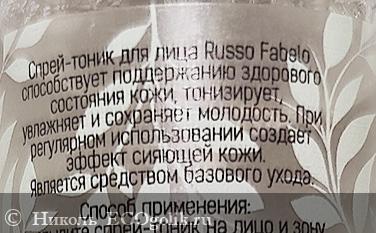 Спрей-тоник для лица Russo Fabelo
способствует поддержанию здорового
состояния кожи, тонизирует,
увлажняет и сохраняет молодость. При
регулярном использовании создает
эффект сияющей кожи.
Является средством базового ухода.
Способ применения:
спрей-тоник на лицо и зону
© Николь ECOgolik.ru